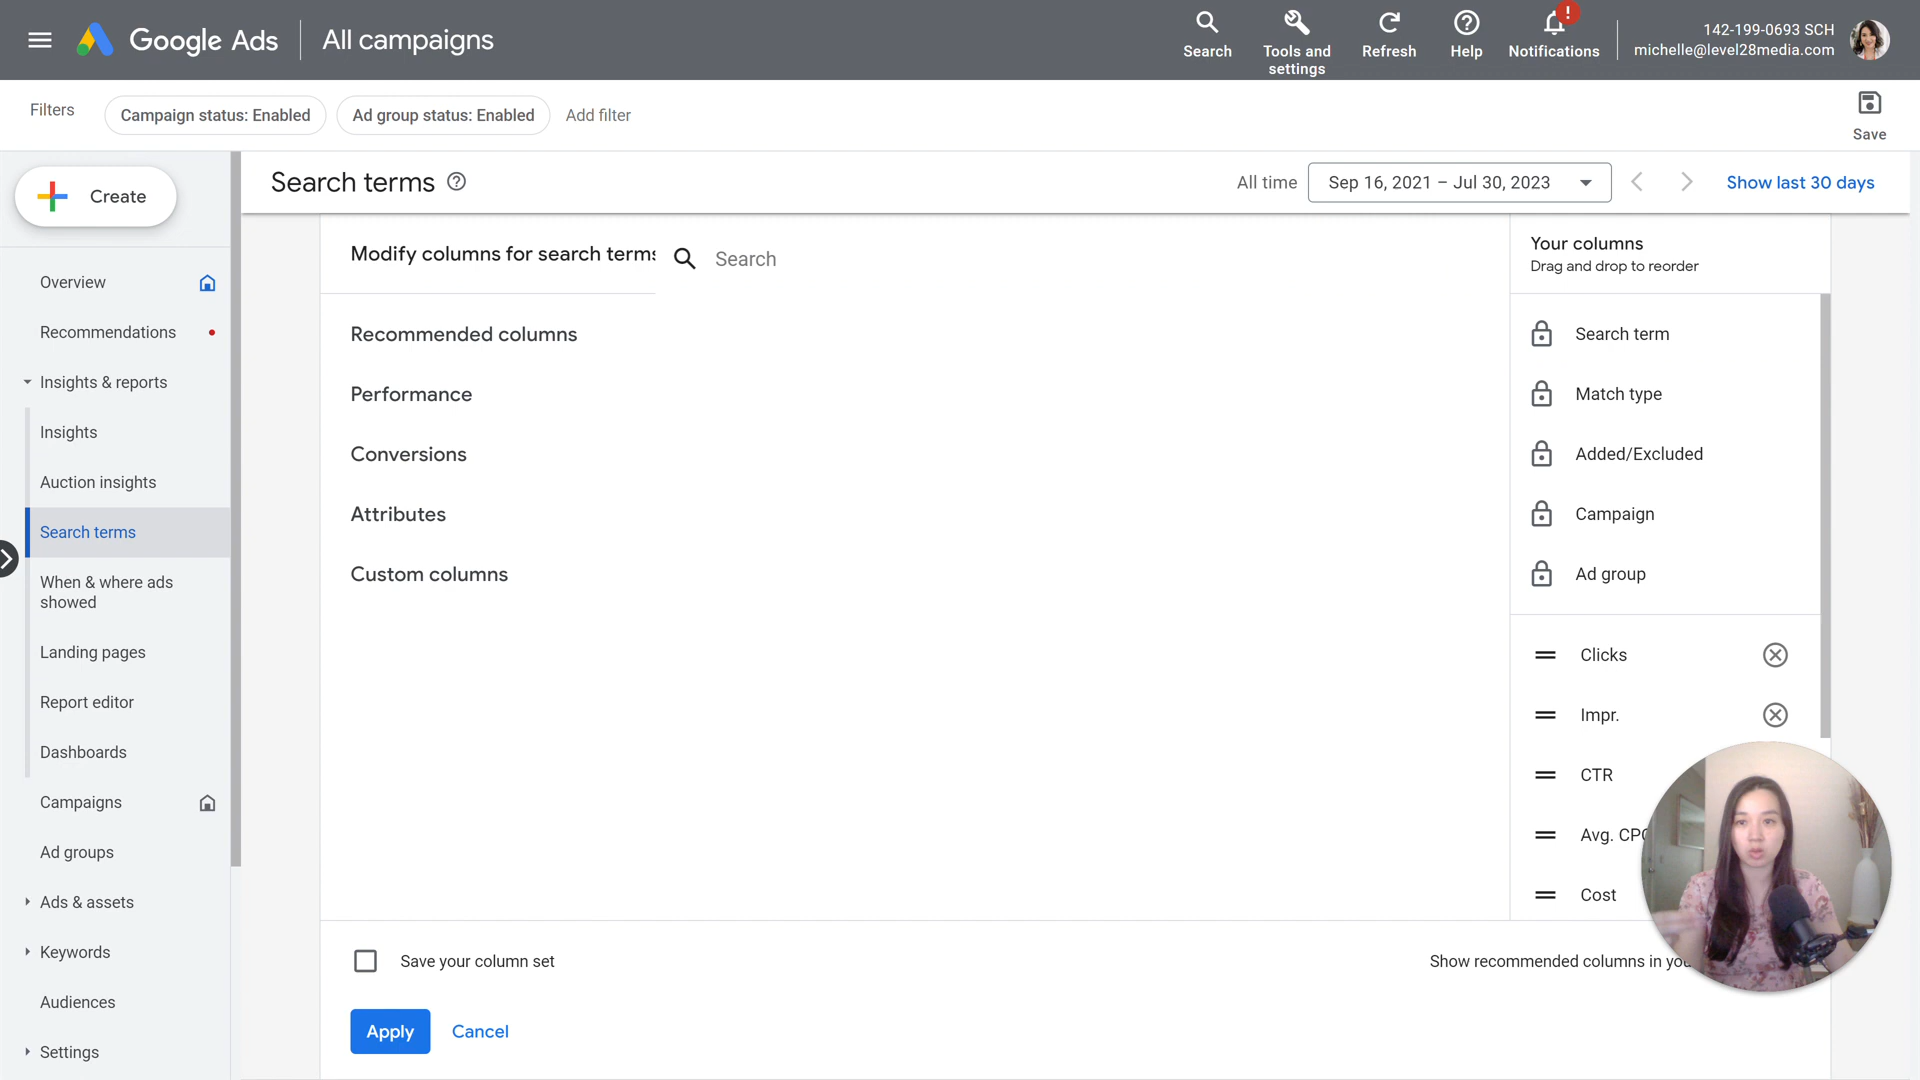 Google Ads
All campaigns
Search
Tools and
settings
Refresh
Help
Notifications
!
142-199-0693 SCH
michelle@level28media.com
Filters
Campaign status: Enabled
Ad group status: Enabled
Add filter
Save
Create
Search terms
All time
Sep 16, 2021 – Jul 30, 2023
Show last 30 days
Overview
Recommendations
Insights & reports
Insights
Auction insights
Search terms
When & where ads
showed
Landing pages
Report editor
Dashboards
Campaigns
Ad groups
Ads & assets
Keywords
Audiences
Settings
Modify columns for search terms
Search
Recommended columns
Performance
Conversions
Attributes
Custom columns
Your columns
Drag and drop to reorder
Search term
Match type
Added/Excluded
Campaign
Ad group
Clicks
Impr.
CTR
Avg. CPC
Cost
Save your column set
Show recommended columns in
Apply
Cancel